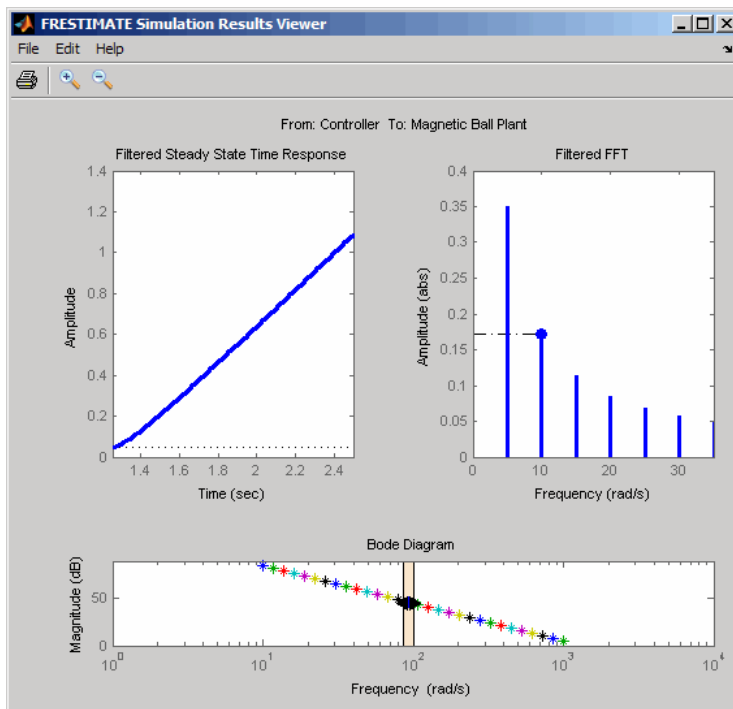 FRESTIMATE Simulation Results Viewer
File Edit Help
From: Controller To: Magnetic Ball Plant
Filtered Steady State Time Response
1.4
1.2
1
0.8
0.6
0.4
0.2
0
Amplitude
1.4 1.6 1.8 2 2.2 2.4
Time (sec)
Filtered FFT
0.4
0.35
0.3
0.25
0.2
0.15
0.1
0.05
0
Amplitude (abs)
0 10 20 30
Frequency (rad/s)
Bode Diagram
Magnitude (dB)
50
0
10^0 10^1 10^2 10^3 10^4
Frequency (rad/s)